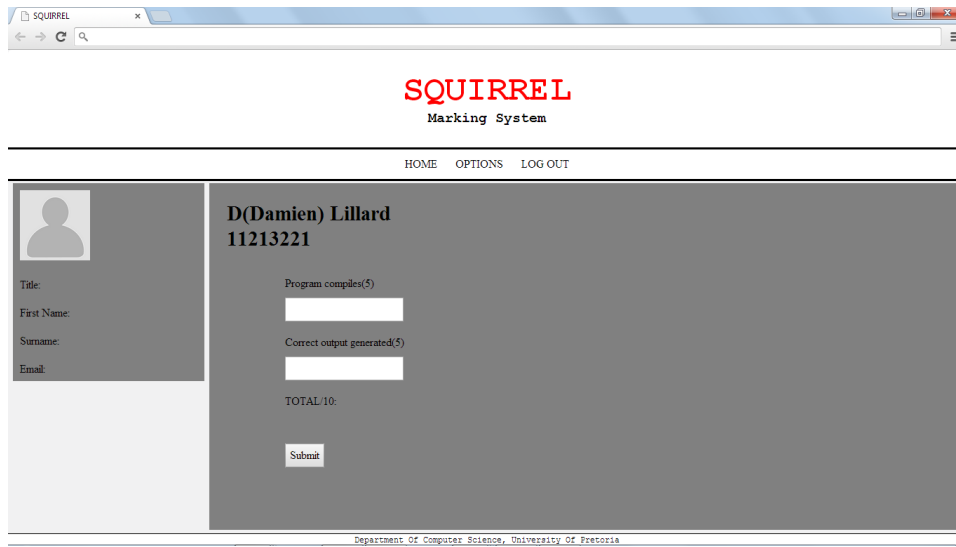 SQUIRREL
SQUIRREL
Marking System
HOME OPTIONS LOG OUT
Title:
First Name:
Surname:
Email:
D(Damien) Lillard
11213221
Program compiles(5)
Correct output generated(5)
TOTAL/10:
Submit
Department Of Computer Science, University Of Pretoria